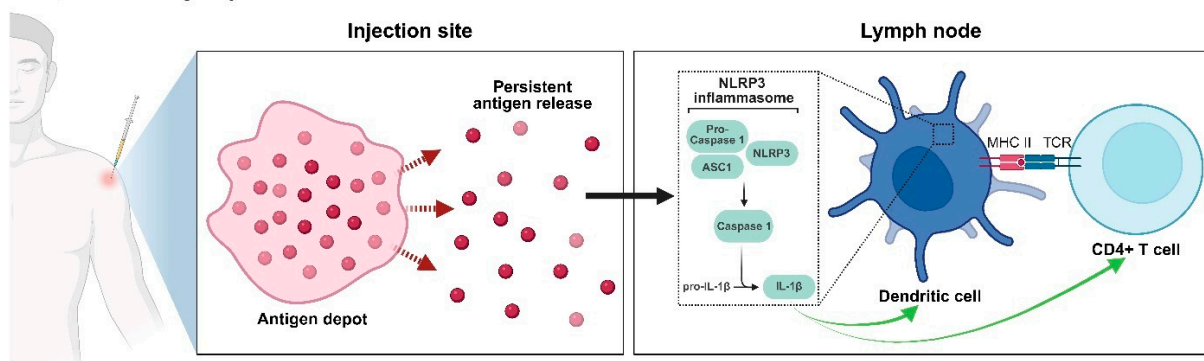 Injection site
Persistent
antigen release
Antigen depot
Lymph node
NLRP3
inflammasome
Pro-
Caspase 1
NLRP3
ASC1
Caspase 1
pro-IL-1β
IL-1β
MHC II
TCR
CD4+ T cell
Dendritic cell